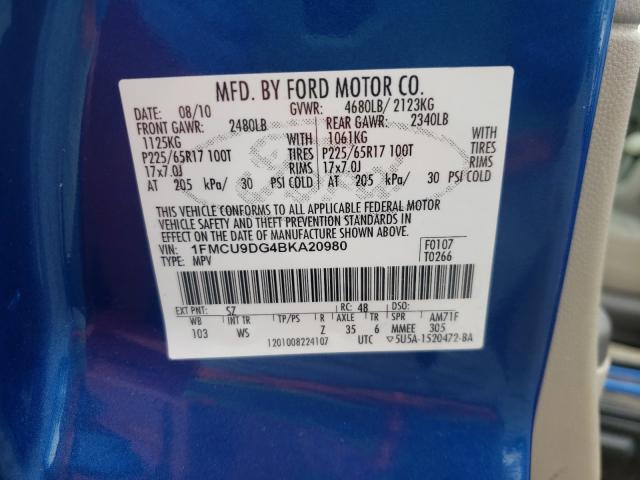 MFD. BY FORD MOTOR CO.
DATE: 08/10 GVWR: 4680LB/ 2123KG
FRONT GAWR: 2480LB REAR GAWR: 2340LB
1125KG WITH 1061KG WITH
P225/65R17 100T TIRES P225/65R17 100T TIRES
17x7.0J RIMS 17x7.0J RIMS
AT 205 kPa/ 30 PSI COLD AT 205 kPa/ 30 PSI COLD
THIS VEHICLE CONFORMS TO ALL APPLICABLE FEDERAL MOTOR
VEHICLE SAFETY AND THEFT PREVENTION STANDARDS IN
EFFECT ON THE DATE OF MANUFACTURE SHOWN ABOVE.
VIN: 1FMCU9DG4BKA20980 F0107
TYPE: MPV T0266
EXT PNT: SZ RC: 48 DSO:
WB INT TR TP/PS R AXLE TR SPR AM71F
103 WS Z 35 6 MMEE 305
1201008224107 UTC ▽5U5A-1520472-BA